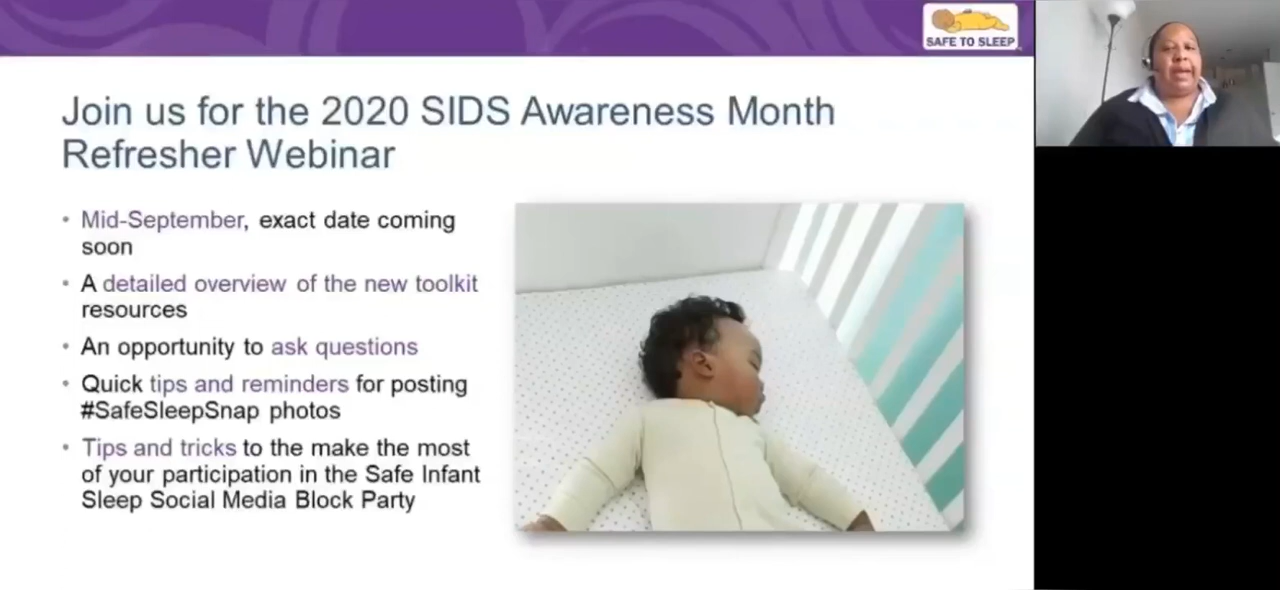 SAFE TO SLEEP
Join us for the 2020 SIDS Awareness Month
Refresher Webinar
• Mid-September, exact date coming
soon
• A detailed overview of the new toolkit
resources
• An opportunity to ask questions
• Quick tips and reminders for posting
#SafeSleepSnap photos
• Tips and tricks to the make the most
of your participation in the Safe Infant
Sleep Social Media Block Party